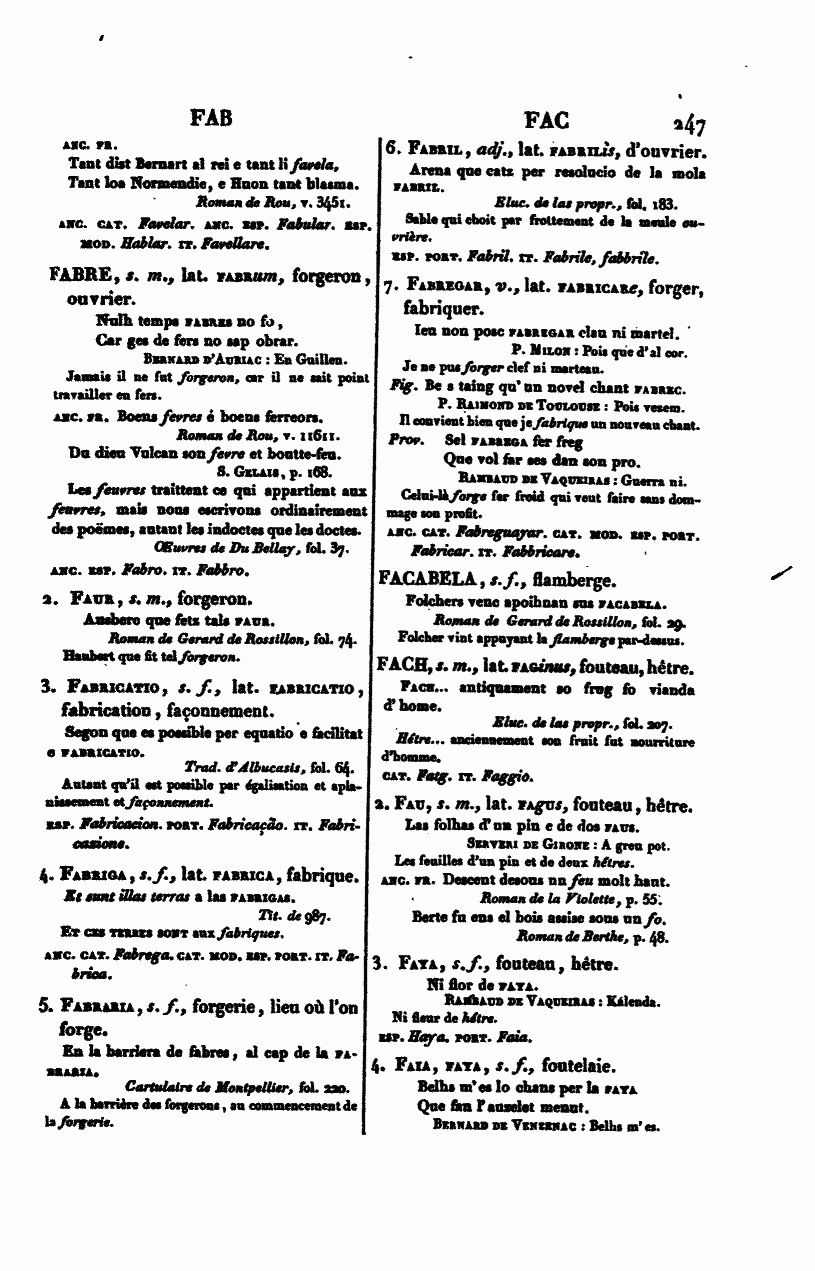 FAB
ANC. FR.
Tant dist Bernart al rei e tant li favela,
Tant loa Normendie, e Huon tant blasma.
Roman de Rou, v. 3451.
ANC. CAT. Favelar. ANC. ESP. Fabular. ESP.
MOD. Hablar. IT. Favellare.
FABRE, s. m., lat. FABRum, forgeron,
ouvrier.
Nulh temps FABRES no fo,
Car ges de fers no sap obrar.
BERNARD D'AURIAC : En Guillen.
Jamais il ne fut forgeron, car il ne sait point
travailler en fers.
ANC. FR. Boens fevres é boens ferreors.
Roman de Rou, v. 11611.
Du dieu Vulcan son fevre et boutte-feu.
S. GELAIS, p. 168.
Les feuvres traittent ce qui appartient aux
feuvres, mais nous escrivons ordinairement
des poëmes, autant les indoctes que les doctes.
Œuvres de Du Bellay, fol. 37.
ANC. ESP. Fabro. IT. Fabbro.
2. FAUR, s. m., forgeron.
Ausbero que fetz tals FAUR.
Roman de Gerard de Rossillon, fol. 74.
Haubert que fit tel forgeron.
3. FABRICATIO, s. f., lat. FABRICATIO,
fabrication, façonnement.
Segon que es possible per equatio e facilitat
e FABRICATIO.
Trad. d'Albucasis, fol. 64.
Autant qu'il est possible par égalisation et apla-
nissement et façonnement.
ESP. Fabricacion. PORT. Fabricação. IT. Fabri-
cazione.
4. FABRIGA, s. f., lat. FABRICA, fabrique.
Et sunt illas terras a las FABRIGAS.
Tit. de 987.
ET CES TERRES SONT aux fabriques.
ANC. CAT. Fabrega. CAT. MOD. ESP. PORT. IT. Fa-
brica.
5. FABRARIA, s. f., forgerie, lieu où l'on
forge.
En la barriera de fabres, al cap de la FA-
BRARIA.
Cartulaire de Montpellier, fol. 220.
A la barrière des forgerons, au commencement de
la forgerie.
FAC 247
6. FABRIL, adj., lat. FABRILis, d'ouvrier.
Arena que catz per resolucio de la mola
FABRIL.
Eluc. de las propr., fol. 183.
Sable qui choit par frottement de la meule ou-
vrière.
ESP. PORT. Fabril. IT. Fabrile, fabbrile.
7. FABREGAR, v., lat. FABRICARe, forger,
fabriquer.
Ieu non posc FABREGAR clau ni martel.
P. MILON : Pois que d'al cor.
Je ne pus forger clef ni marteau.
Fig. Be s taing qu'un novel chant FABREC.
P. RAIMOND DE TOULOUSE : Pois vezem.
Il convient bien que je fabrique un nouveau chant.
Prov. Sel FABREGA fer freg
Que vol far ses dan son pro.
RAMBAUD DE VAQUEIRAS : Guerra ni.
Celui-là forge fer froid qui veut faire sans dom-
mage son profit.
ANC. CAT. Fabreguayar. CAT. MOD. ESP. PORT.
Fabricar. IT. Fabbricare.
FACABELA, s. f., flamberge.
Folchers venc apoihnan sus FACABELA.
Roman de Gerard de Rossillon, fol. 29.
Folcher vint appuyant la flamberge par-dessus.
FACH, s. m., lat. FAGinus, fouteau, hêtre.
FACH... antiquament so frug fo vianda
d'home.
Eluc. de las propr., fol. 207.
Hêtre... anciennement son fruit fut nourriture
d'homme.
CAT. Fatg. IT. Faggio.
2. FAU, s. m., lat. FAGUS, fouteau, hêtre.
Las folhas d'un pin e de dos FAUS.
SERVERI DE GIRONE : A greu pot.
Les feuilles d'un pin et de deux hêtres.
ANC. FR. Descent desous un feu molt haut.
Roman de la Violette, p. 55.
Berte fu ens el bois assise sous un fo.
Roman de Berthe, p. 48.
3. FAYA, s. f., fouteau, hêtre.
Ni flor de FAYA.
RAMBAUD DE VAQUEIRAS : Kálenda.
Ni fleur de hêtre.
ESP. Haya. PORT. Faia.
4. FAIA, FAYA, s. f., foutelaie.
Belhs m'es lo chans per la FAYA
Que fan l'auzelet menut.
BERNARD DE VENZENAC : Belhs m'es.